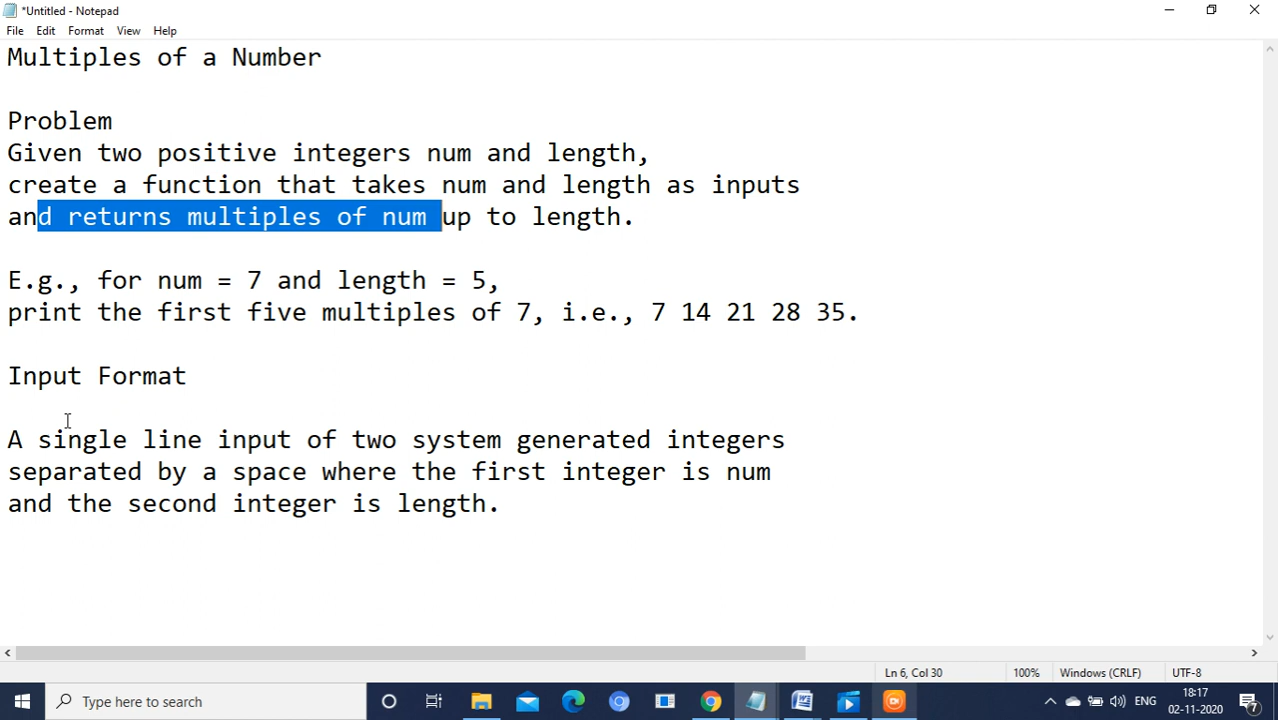 *Untitled - Notepad
File Edit Format View Help
Multiples of a Number
Problem
Given two positive integers num and length,
create a function that takes num and length as inputs
and returns multiples of num up to length.
E.g., for num = 7 and length = 5,
print the first five multiples of 7, i.e., 7 14 21 28 35.
Input Format
A single line input of two system generated integers
separated by a space where the first integer is num
and the second integer is length.
Ln 6, Col 30 100% Windows (CRLF) UTF-8
Type here to search
ENG
18:17
02-11-2020
7